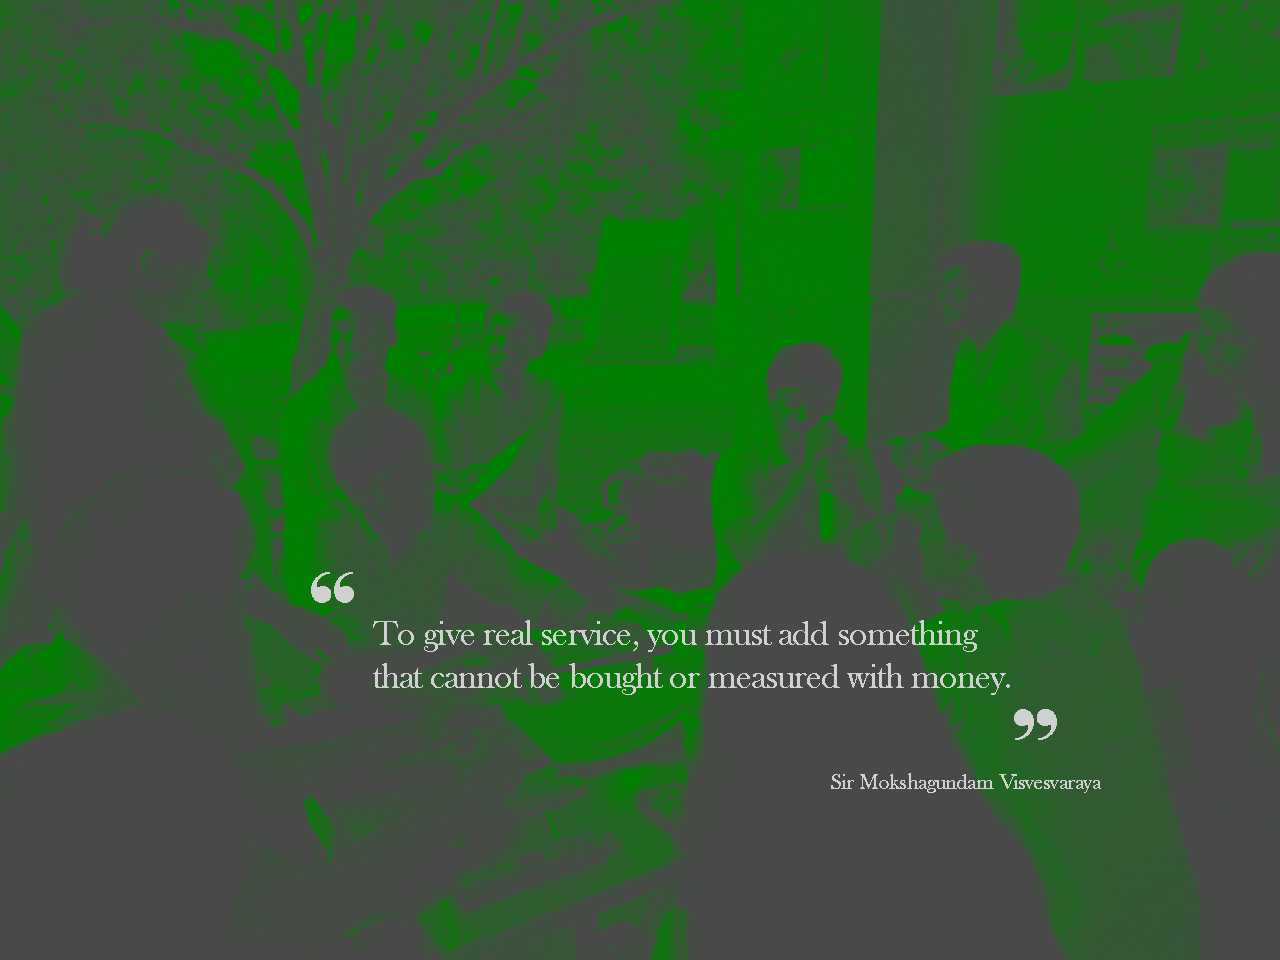 “
To give real service, you must add something
that cannot be bought or measured with money.
”
Sir Mokshagundam Visvesvaraya